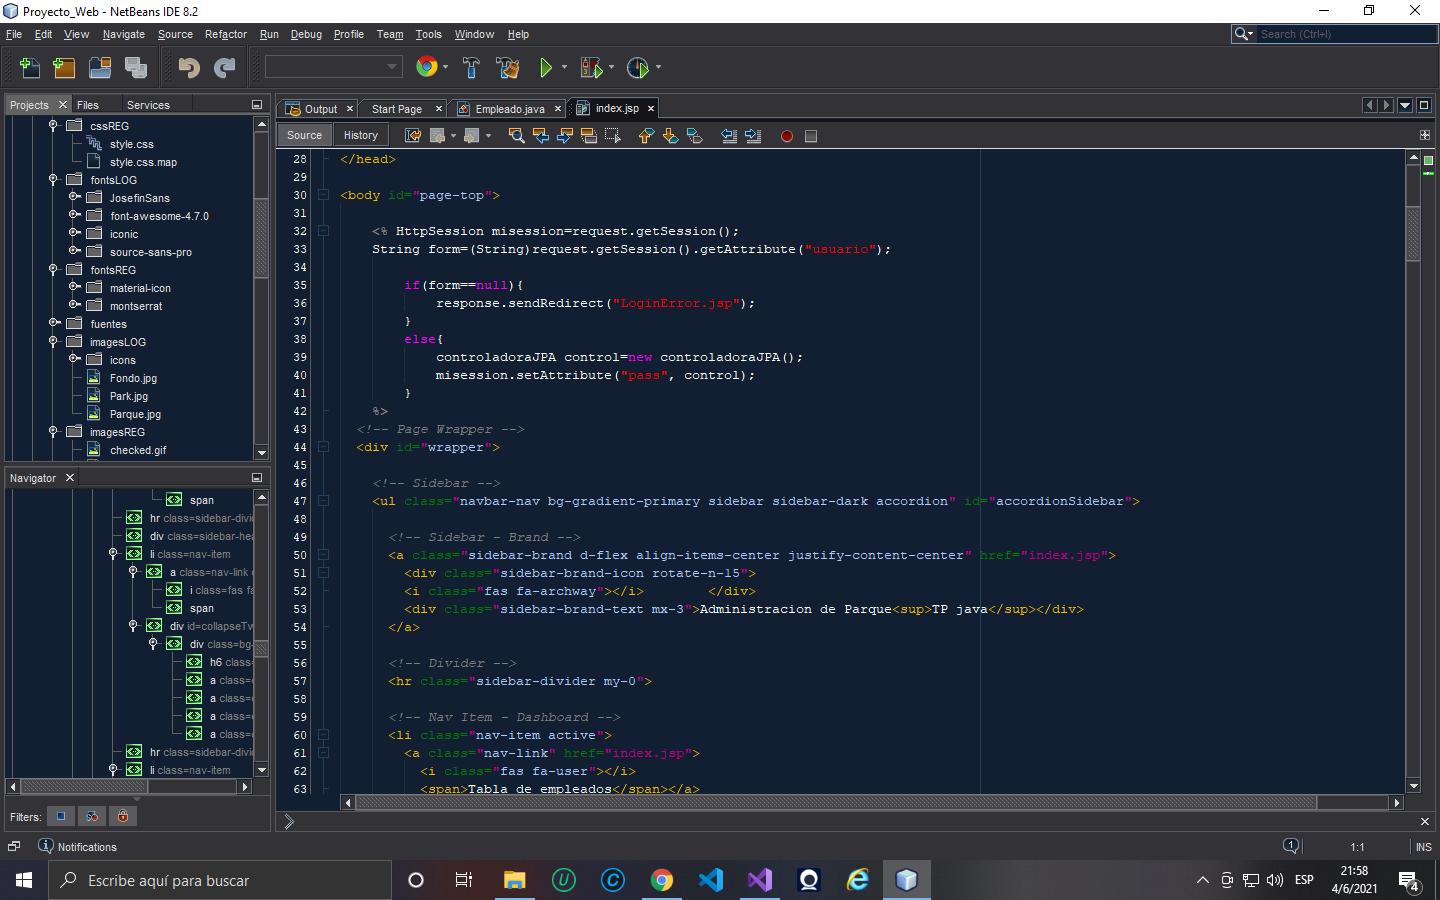 Proyecto_Web - NetBeans IDE 8.2
File Edit View Navigate Source Refactor Run Debug Profile Team Tools Window Help
Search (Ctrl+I)
Projects Files Services
cssREG
style.css
style.css.map
fontsLOG
JosefinSans
font-awesome-4.7.0
iconic
source-sans-pro
fontsREG
material-icon
montserrat
fuentes
imagesLOG
icons
Fondo.jpg
Park.jpg
Parque.jpg
imagesREG
checked.gif
Navigator
span
hr class=sidebar-divi
div class=sidebar-hea
li class=nav-item
a class=nav-link
i class=fas fa
span
div id=collapseTw
div class=bg-
h6 class=
a class=
a class=
a class=
a class=
hr class=sidebar-divi
li class=nav-item
Filters:
Output Start Page Empleado.java index.jsp
Source History
28 </head>
29
30 <body id="page-top">
31
32 <% HttpSession misession=request.getSession();
33 String form=(String)request.getSession().getAttribute("usuario");
34
35 if(form==null){
36 response.sendRedirect("LoginError.jsp");
37 }
38 else{
39 controladoraJPA control=new controladoraJPA();
40 misession.setAttribute("pass", control);
41 }
42 %>
43 <!-- Page Wrapper -->
44 <div id="wrapper">
45
46 <!-- Sidebar -->
47 <ul class="navbar-nav bg-gradient-primary sidebar sidebar-dark accordion" id="accordionSidebar">
48
49 <!-- Sidebar - Brand -->
50 <a class="sidebar-brand d-flex align-items-center justify-content-center" href="index.jsp">
51 <div class="sidebar-brand-icon rotate-n-15">
52 <i class="fas fa-archway"></i> </div>
53 <div class="sidebar-brand-text mx-3">Administracion de Parque<sup>TP java</sup></div>
54 </a>
55
56 <!-- Divider -->
57 <hr class="sidebar-divider my-0">
58
59 <!-- Nav Item - Dashboard -->
60 <li class="nav-item active">
61 <a class="nav-link" href="index.jsp">
62 <i class="fas fa-user"></i>
63 <span>Tabla de empleados</span></a>
Notifications
1
1:1
INS
Escribe aquí para buscar
ESP
21:58
4/6/2021
4